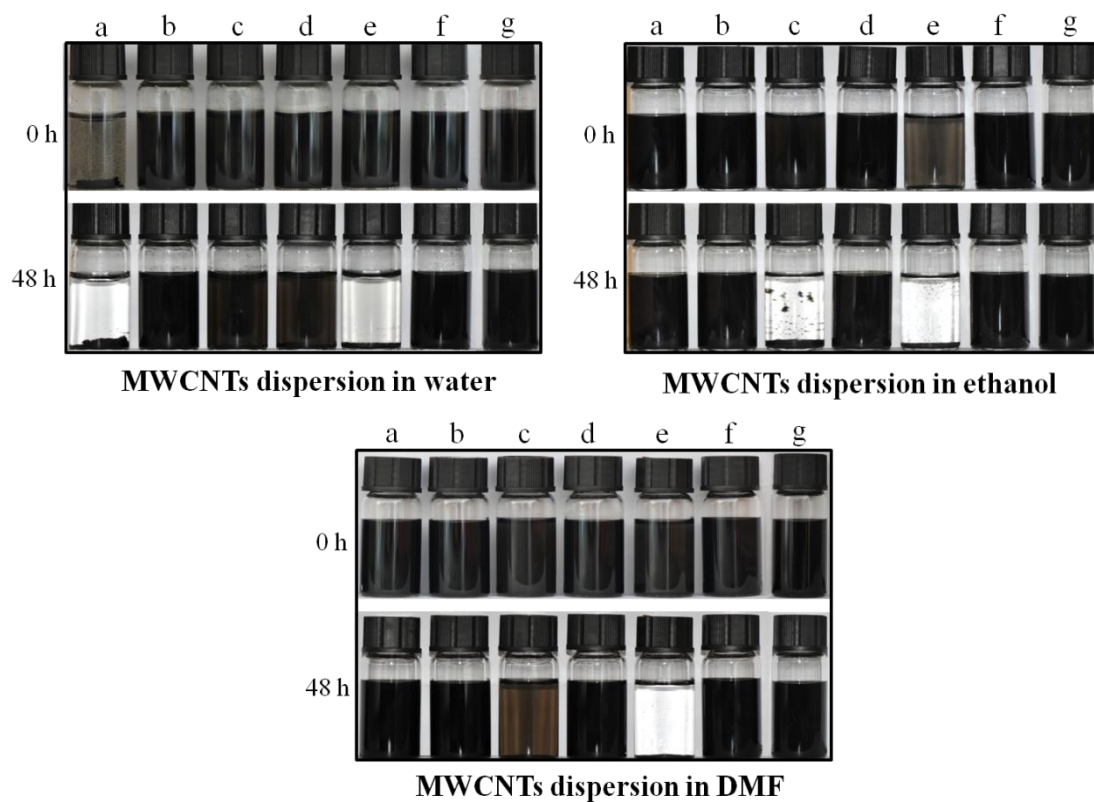 a b c d e f g
0 h
48 h
MWCNTs dispersion in water
a b c d e f g
0 h
48 h
MWCNTs dispersion in ethanol
a b c d e f g
0 h
48 h
MWCNTs dispersion in DMF